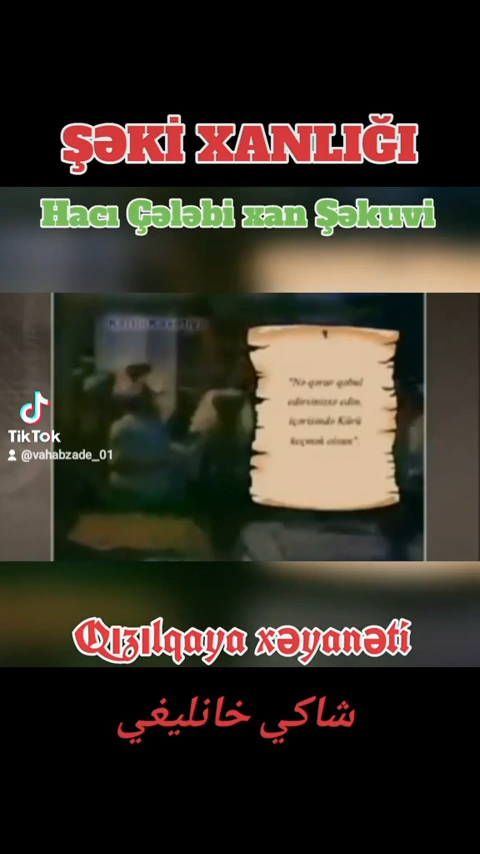 ŞƏKİ XANLIĞI
Hacı Çələbi xan Şəkuvi
"Nə qərar qəbul
edirsinizsə edin,
içərisində Kürü
keçmək olsun".
TikTok
@vahabzade_01
Qızılqaya xəyanəti
شاكي خانليغي